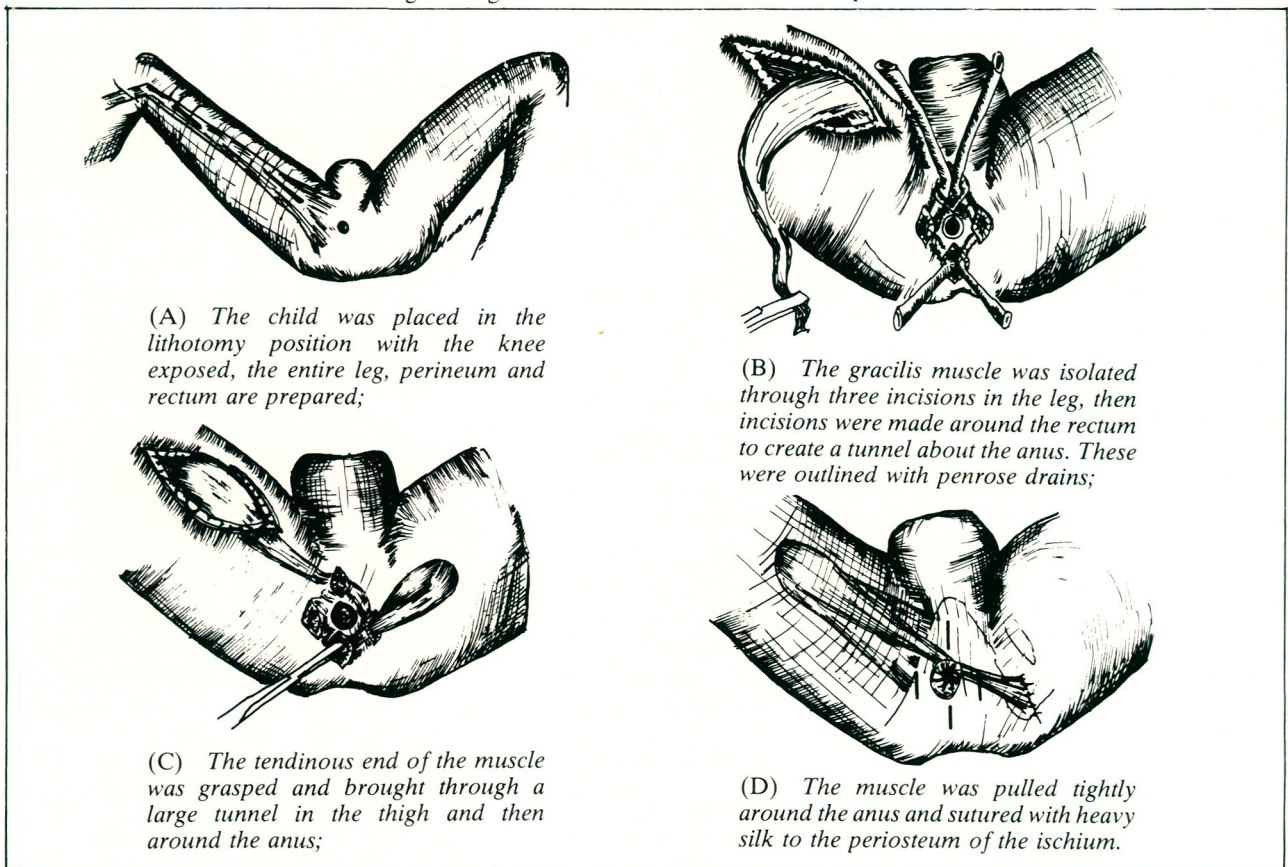 (A) The child was placed in the
lithotomy position with the knee
exposed, the entire leg, perineum and
rectum are prepared;
(B) The gracilis muscle was isolated
through three incisions in the leg, then
incisions were made around the rectum
to create a tunnel about the anus. These
were outlined with penrose drains;
(C) The tendinous end of the muscle
was grasped and brought through a
large tunnel in the thigh and then
around the anus;
(D) The muscle was pulled tightly
around the anus and sutured with heavy
silk to the periosteum of the ischium.